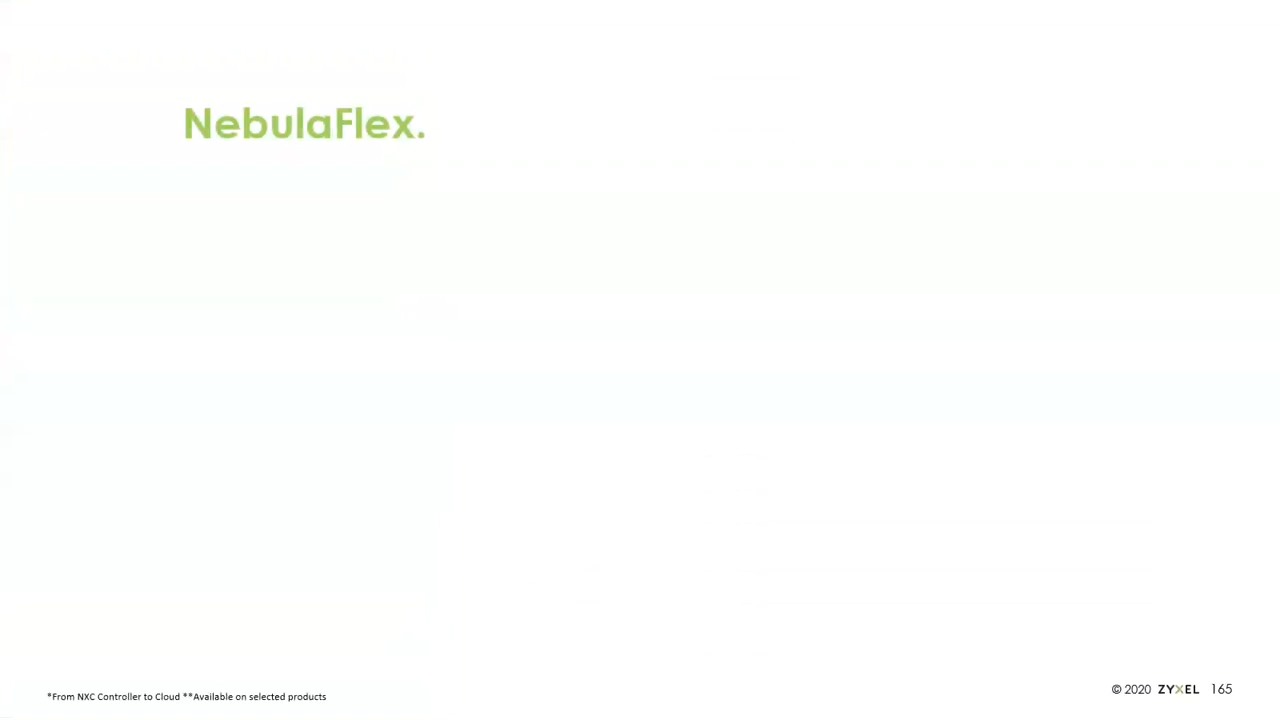 NebulaFlex.
*From NXC Controller to Cloud **Available on selected products
© 2020 ZYXEL 165